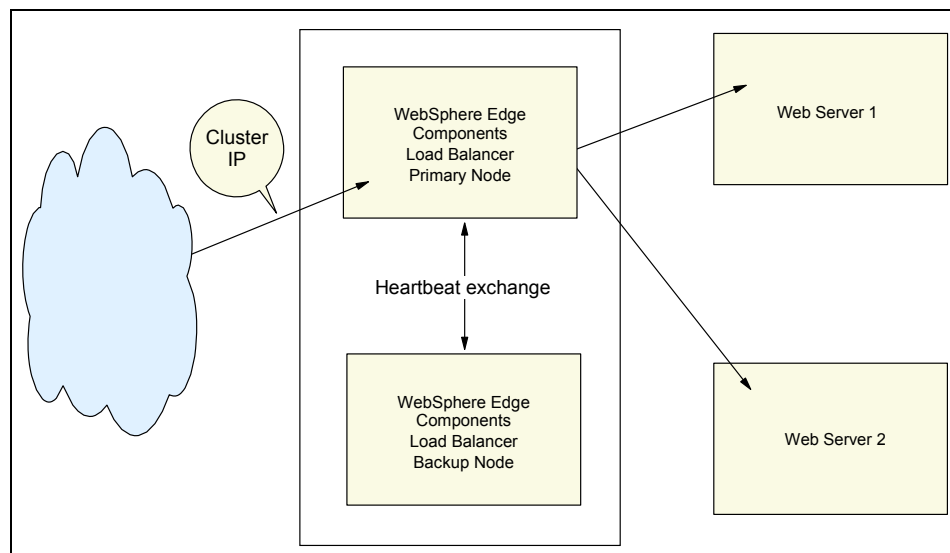 Cluster
IP
WebSphere Edge
Components
Load Balancer
Primary Node
Heartbeat exchange
WebSphere Edge
Components
Load Balancer
Backup Node
Web Server 1
Web Server 2